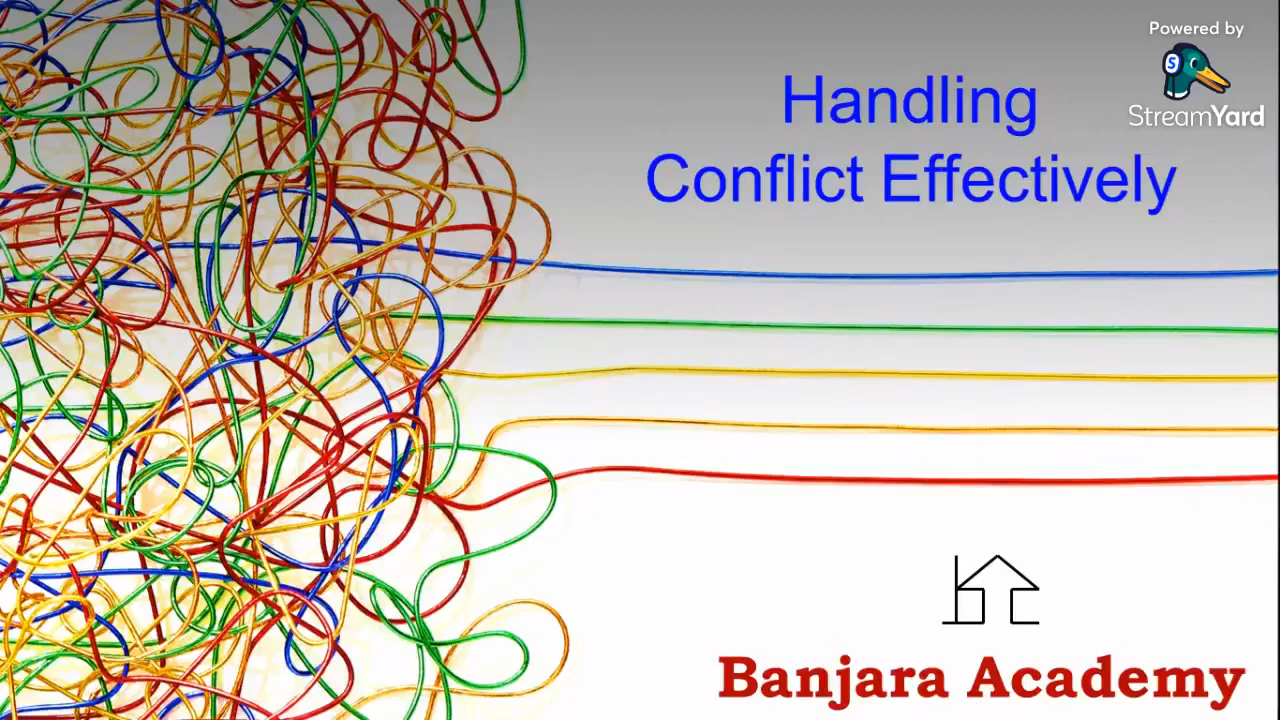 Powered by
StreamYard
Handling
Conflict Effectively
Banjara Academy